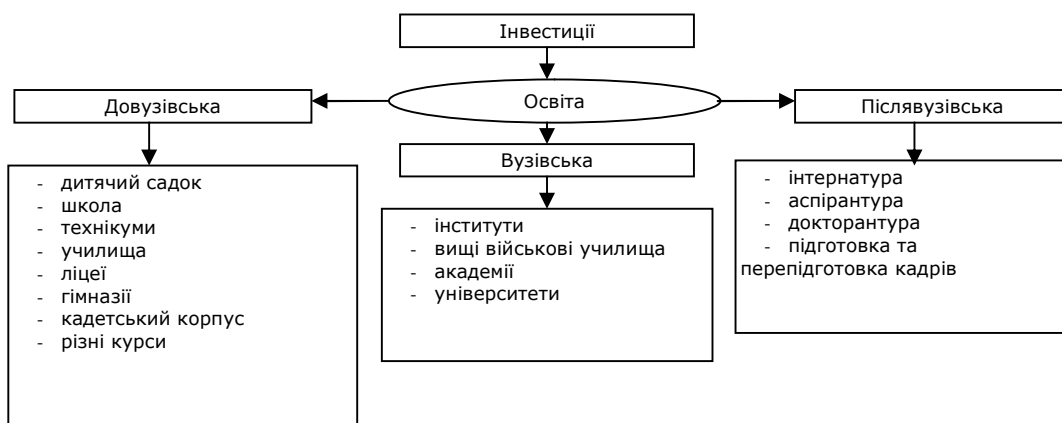 Інвестиції
Освіта
Довузівська
Післявузівська
Вузівська
- дитячий садок
- школа
- технікуми
- училища
- ліцеї
- гімназії
- кадетський корпус
- різні курси
- інститути
- вищі військові училища
- академії
- університети
- інтернатура
- аспірантура
- докторантура
- підготовка та
перепідготовка кадрів